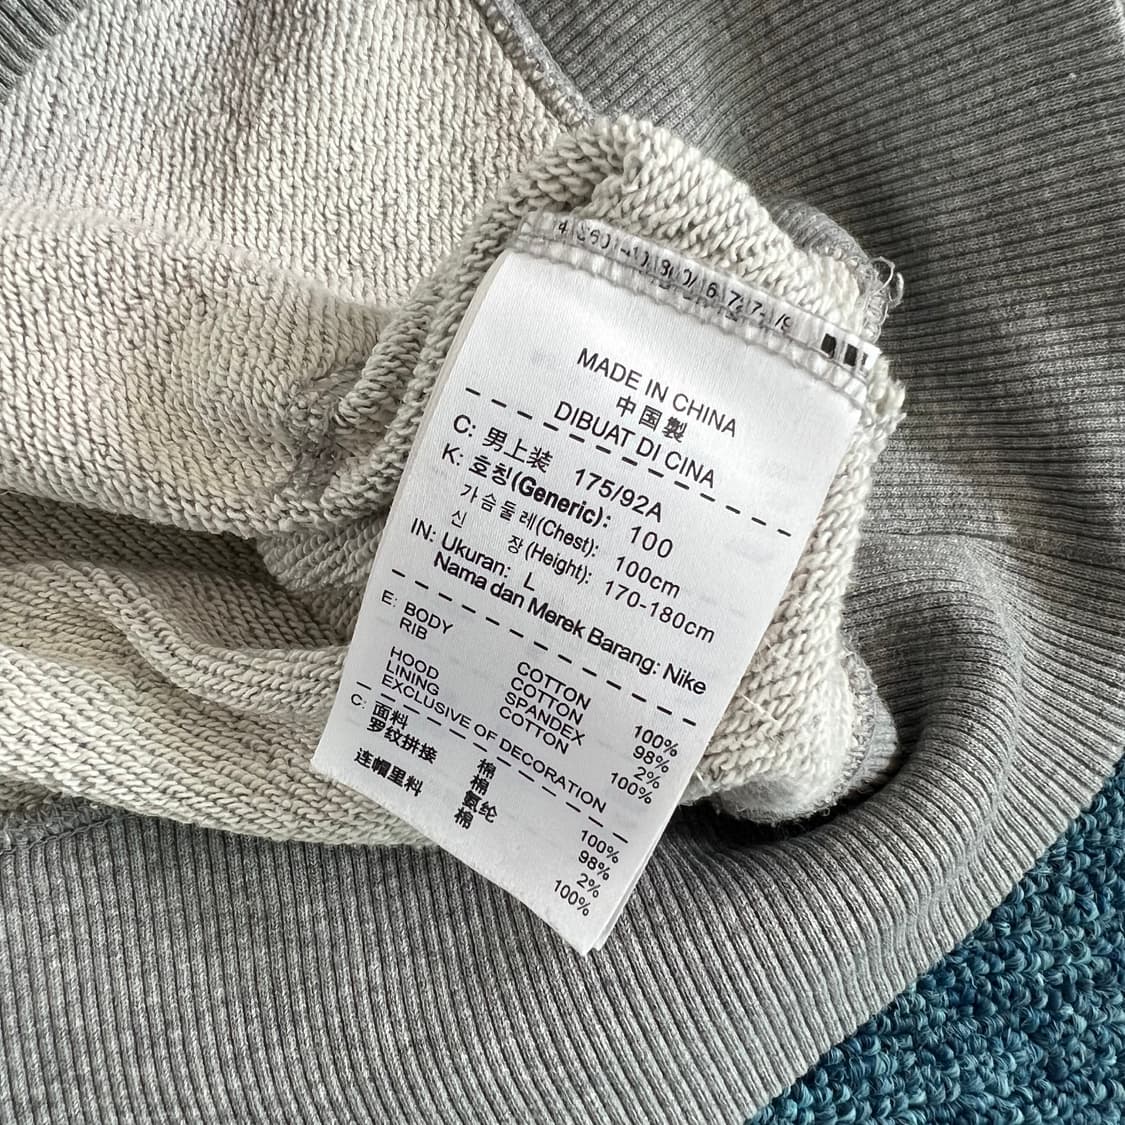 MADE IN CHINA
中国製
DIBUAT DI CINA
C: 男上装 175/92A
K: 호칭(Generic): 100
가슴둘레(Chest): 100cm
신 장(Height): 170-180cm
IN: Ukuran: L
Nama dan Merek Barang: Nike
E: BODY COTTON 100%
RIB COTTON 98%
SPANDEX 2%
HOOD LINING COTTON 100%
EXCLUSIVE OF DECORATION
C: 面料 棉 100%
罗纹拼接 棉 98%
氨纶 2%
连帽里料 棉 100%